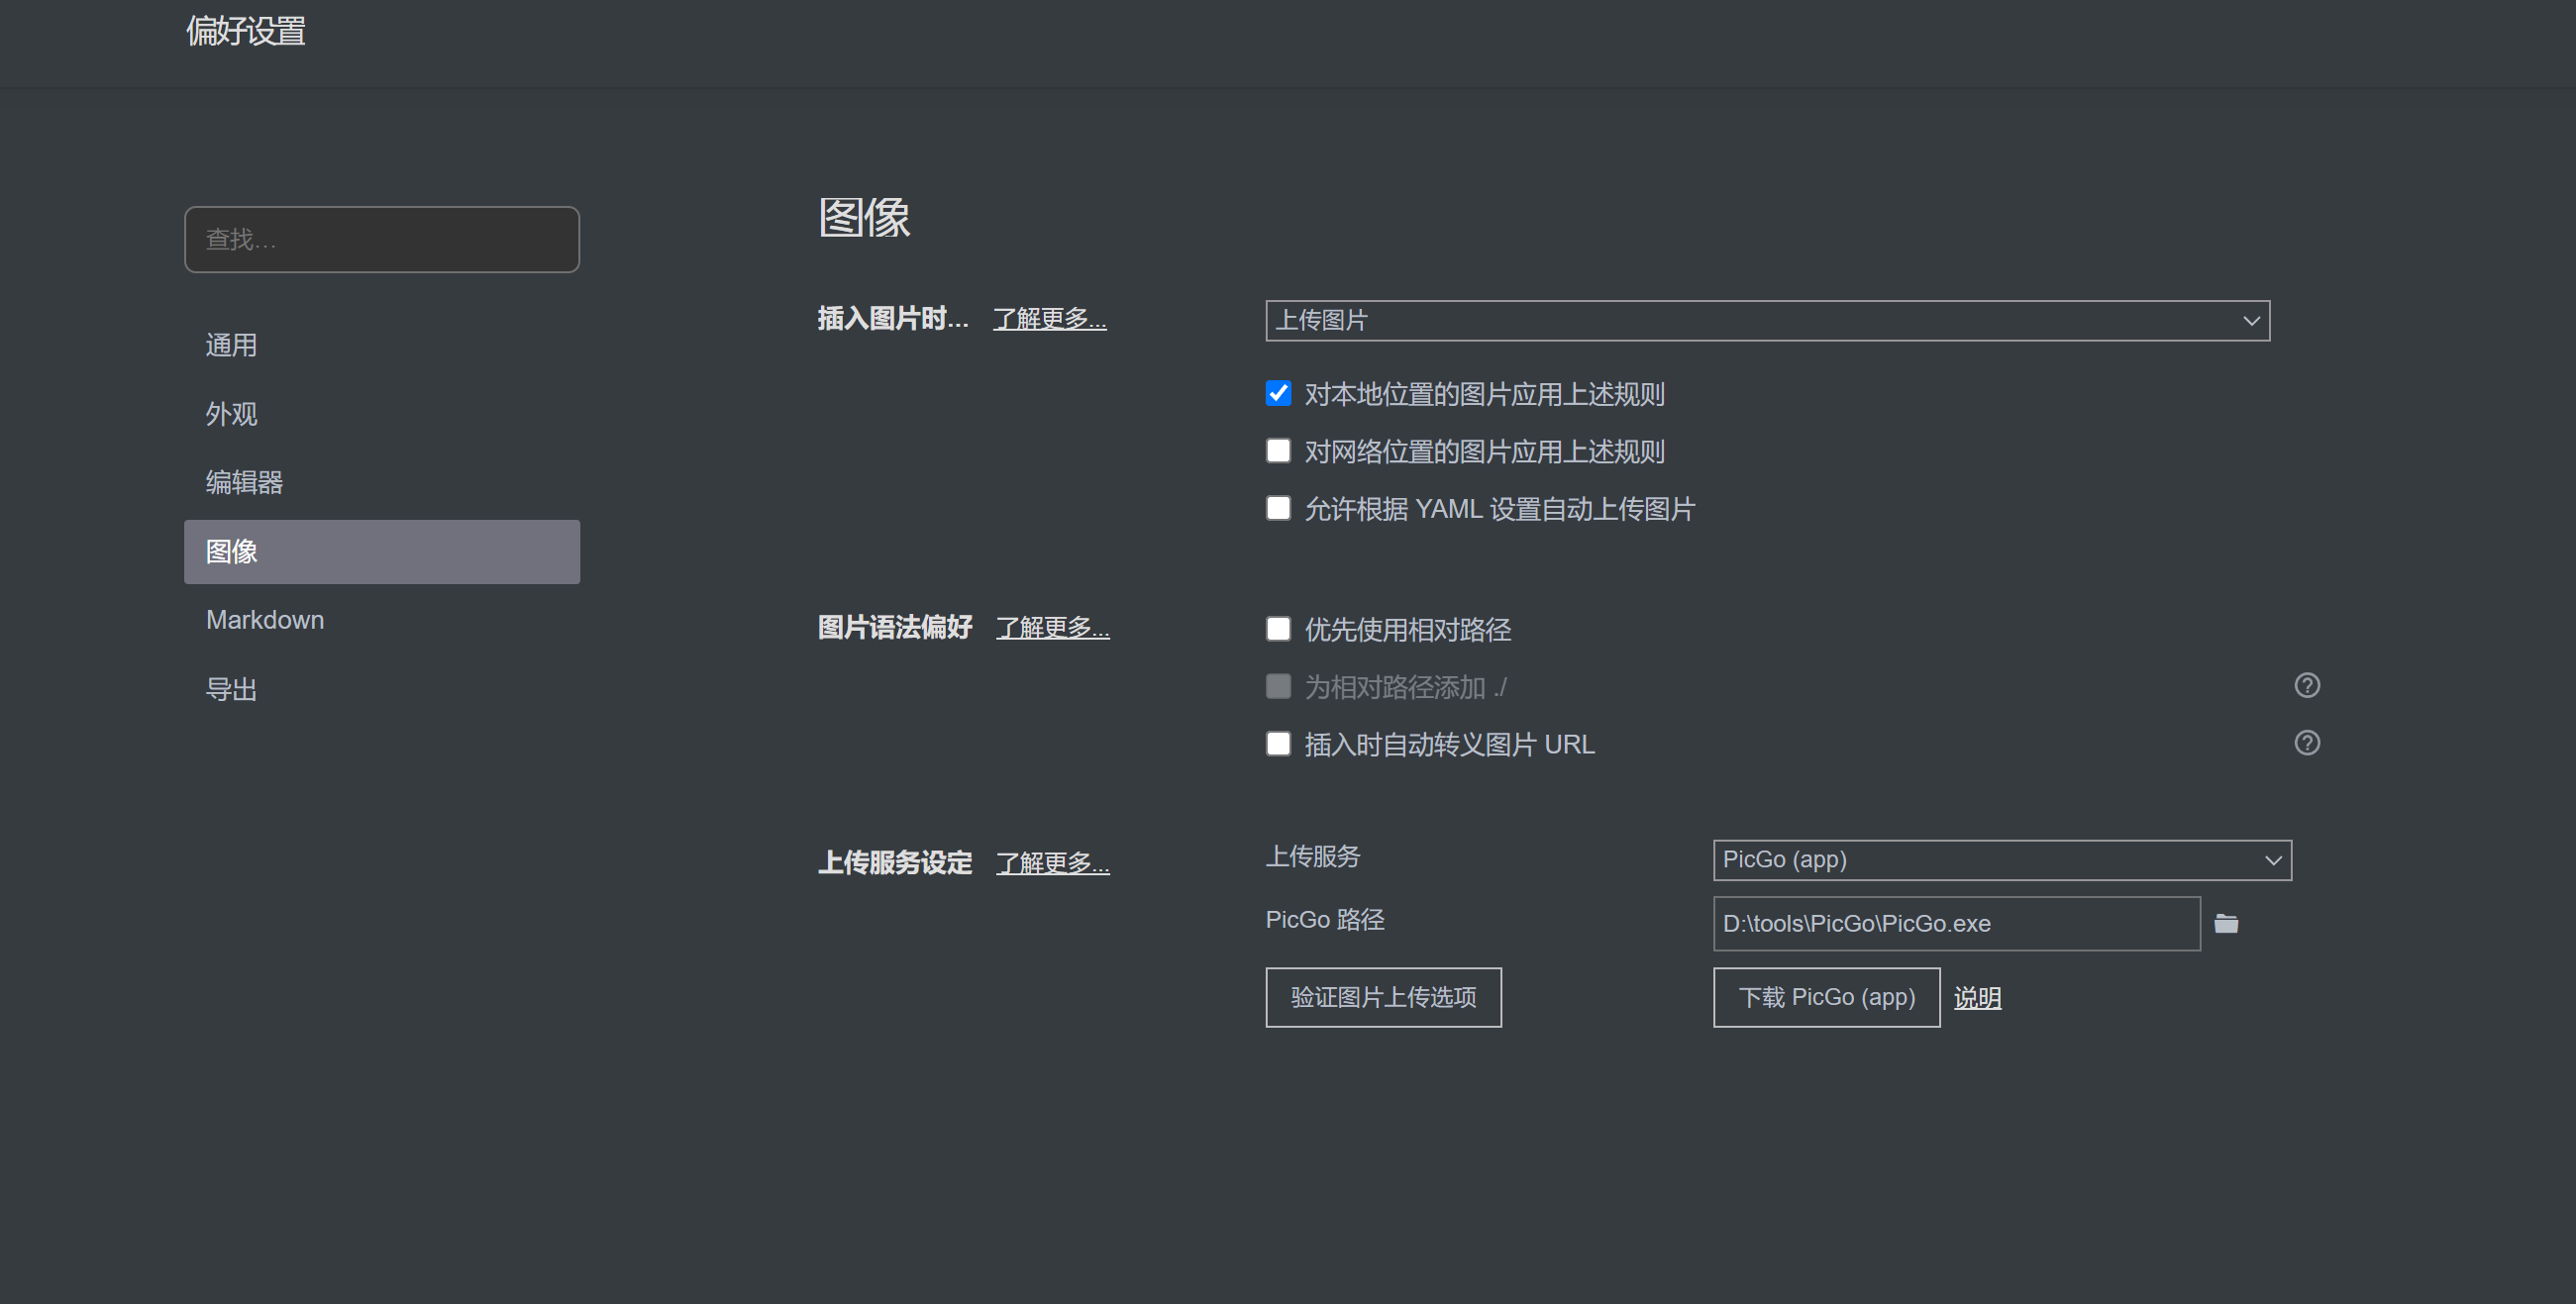 偏好设置
查找…
通用
外观
编辑器
图像
Markdown
导出
图像
插入图片时... 了解更多...
上传图片
对本地位置的图片应用上述规则
对网络位置的图片应用上述规则
允许根据 YAML 设置自动上传图片
图片语法偏好 了解更多...
优先使用相对路径
为相对路径添加 ./
插入时自动转义图片 URL
上传服务设定 了解更多...
上传服务 PicGo (app)
PicGo 路径 D:\tools\PicGo\PicGo.exe
验证图片上传选项 下载 PicGo (app) 说明